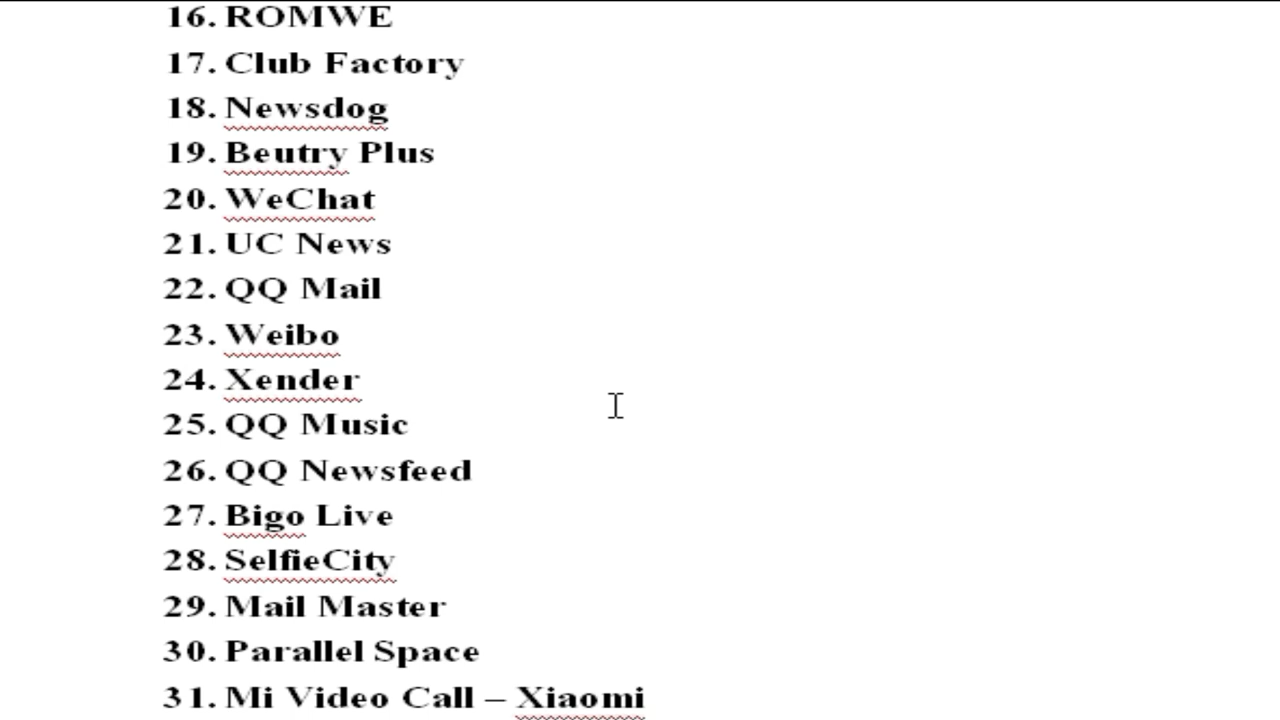 16. ROMWE
17. Club Factory
18. Newsdog
19. Beutry Plus
20. WeChat
21. UC News
22. QQ Mail
23. Weibo
24. Xender
25. QQ Music
26. QQ Newsfeed
27. Bigo Live
28. SelfieCity
29. Mail Master
30. Parallel Space
31. Mi Video Call – Xiaomi